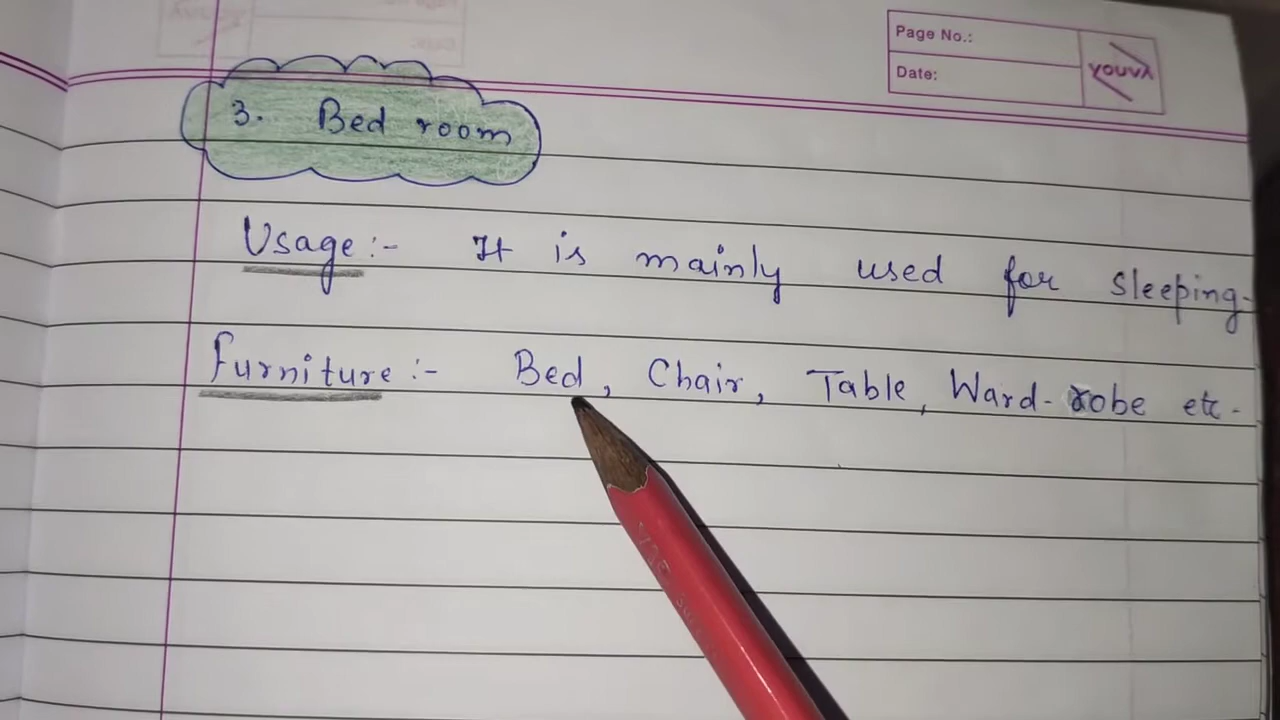 Page No.:
Date:
YOUVA
3. Bed room
Usage :- It is mainly used for sleeping.
Furniture :- Bed, Chair, Table, Ward-robe etc.